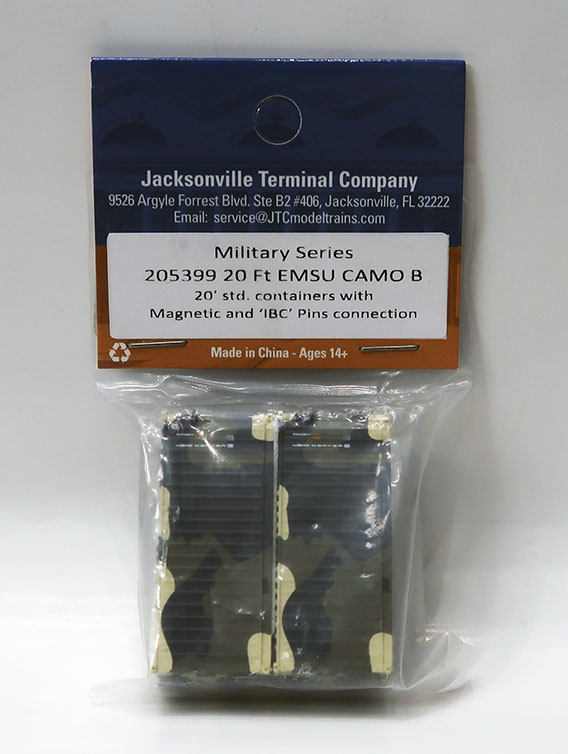 Jacksonville Terminal Company
9526 Argyle Forrest Blvd. Ste B2 #406, Jacksonville, FL 32222
Email: service@JTCmodeltrains.com
Military Series
205399 20 Ft EMSU CAMO B
20' std. containers with
Magnetic and 'IBC' Pins connection
Made in China - Ages 14+